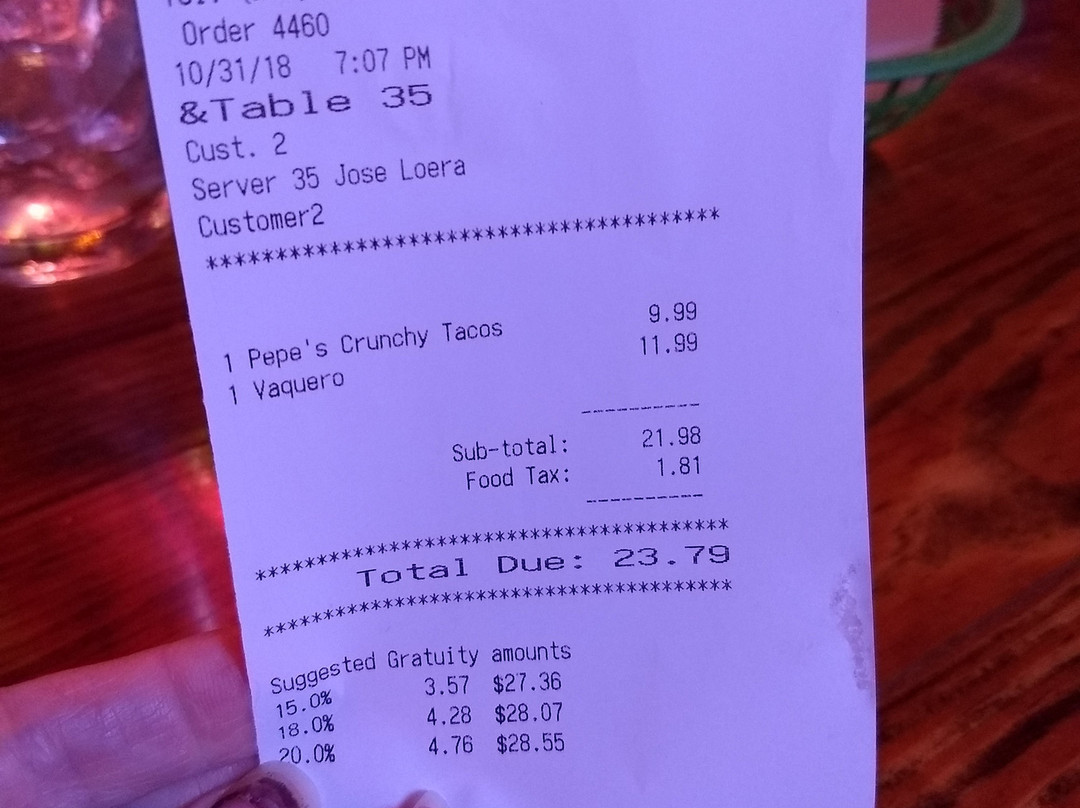 Order 4460
10/31/18 7:07 PM
&Table 35
Cust. 2
Server 35 Jose Loera
Customer2
****************************************
1 Pepe's Crunchy Tacos 9.99
1 Vaquero 11.99
----------
Sub-total: 21.98
Food Tax: 1.81
----------
****************************************
Total Due: 23.79
****************************************
Suggested Gratuity amounts
15.0% 3.57 $27.36
18.0% 4.28 $28.07
20.0% 4.76 $28.55